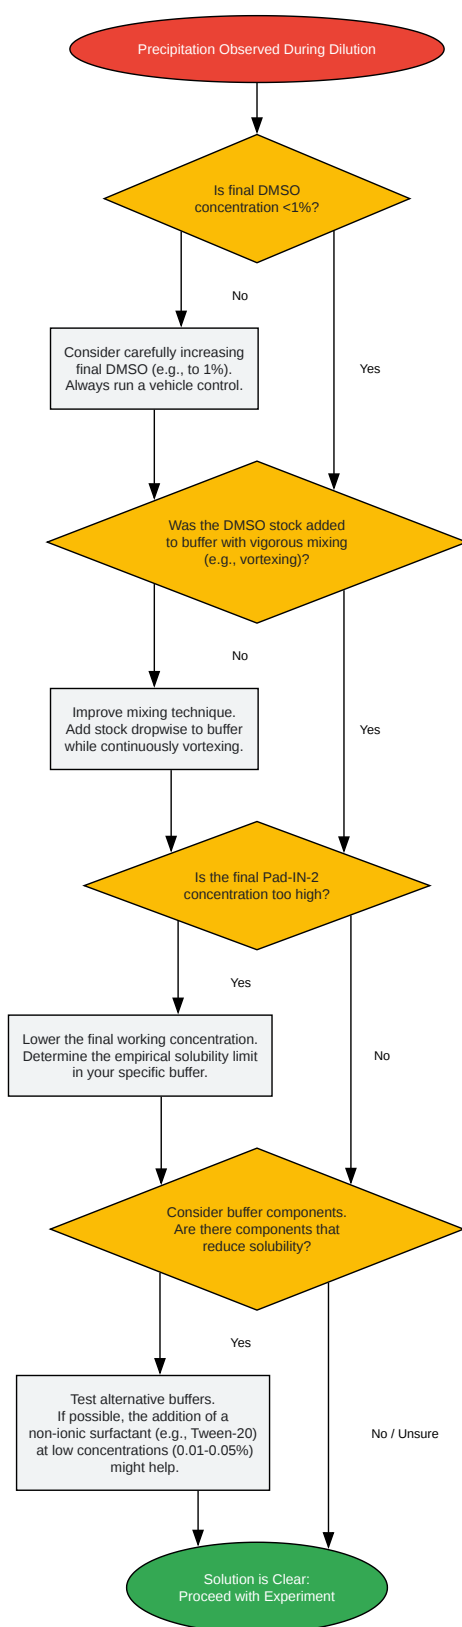 Precipitation Observed During Dilution
Is final DMSO
concentration <1%?
No
Consider carefully increasing
final DMSO (e.g., to 1%).
Always run a vehicle control.
Yes
Was the DMSO stock added
to buffer with vigorous mixing
(e.g., vortexing)?
No
Improve mixing technique.
Add stock dropwise to buffer
while continuously vortexing.
Yes
Is the final Pad-IN-2
concentration too high?
Yes
Lower the final working concentration.
Determine the empirical solubility limit
in your specific buffer.
No
Consider buffer components.
Are there components that
reduce solubility?
Yes
Test alternative buffers.
If possible, the addition of a
non-ionic surfactant (e.g., Tween-20)
at low concentrations (0.01-0.05%)
might help.
No / Unsure
Solution is Clear:
Proceed with Experiment